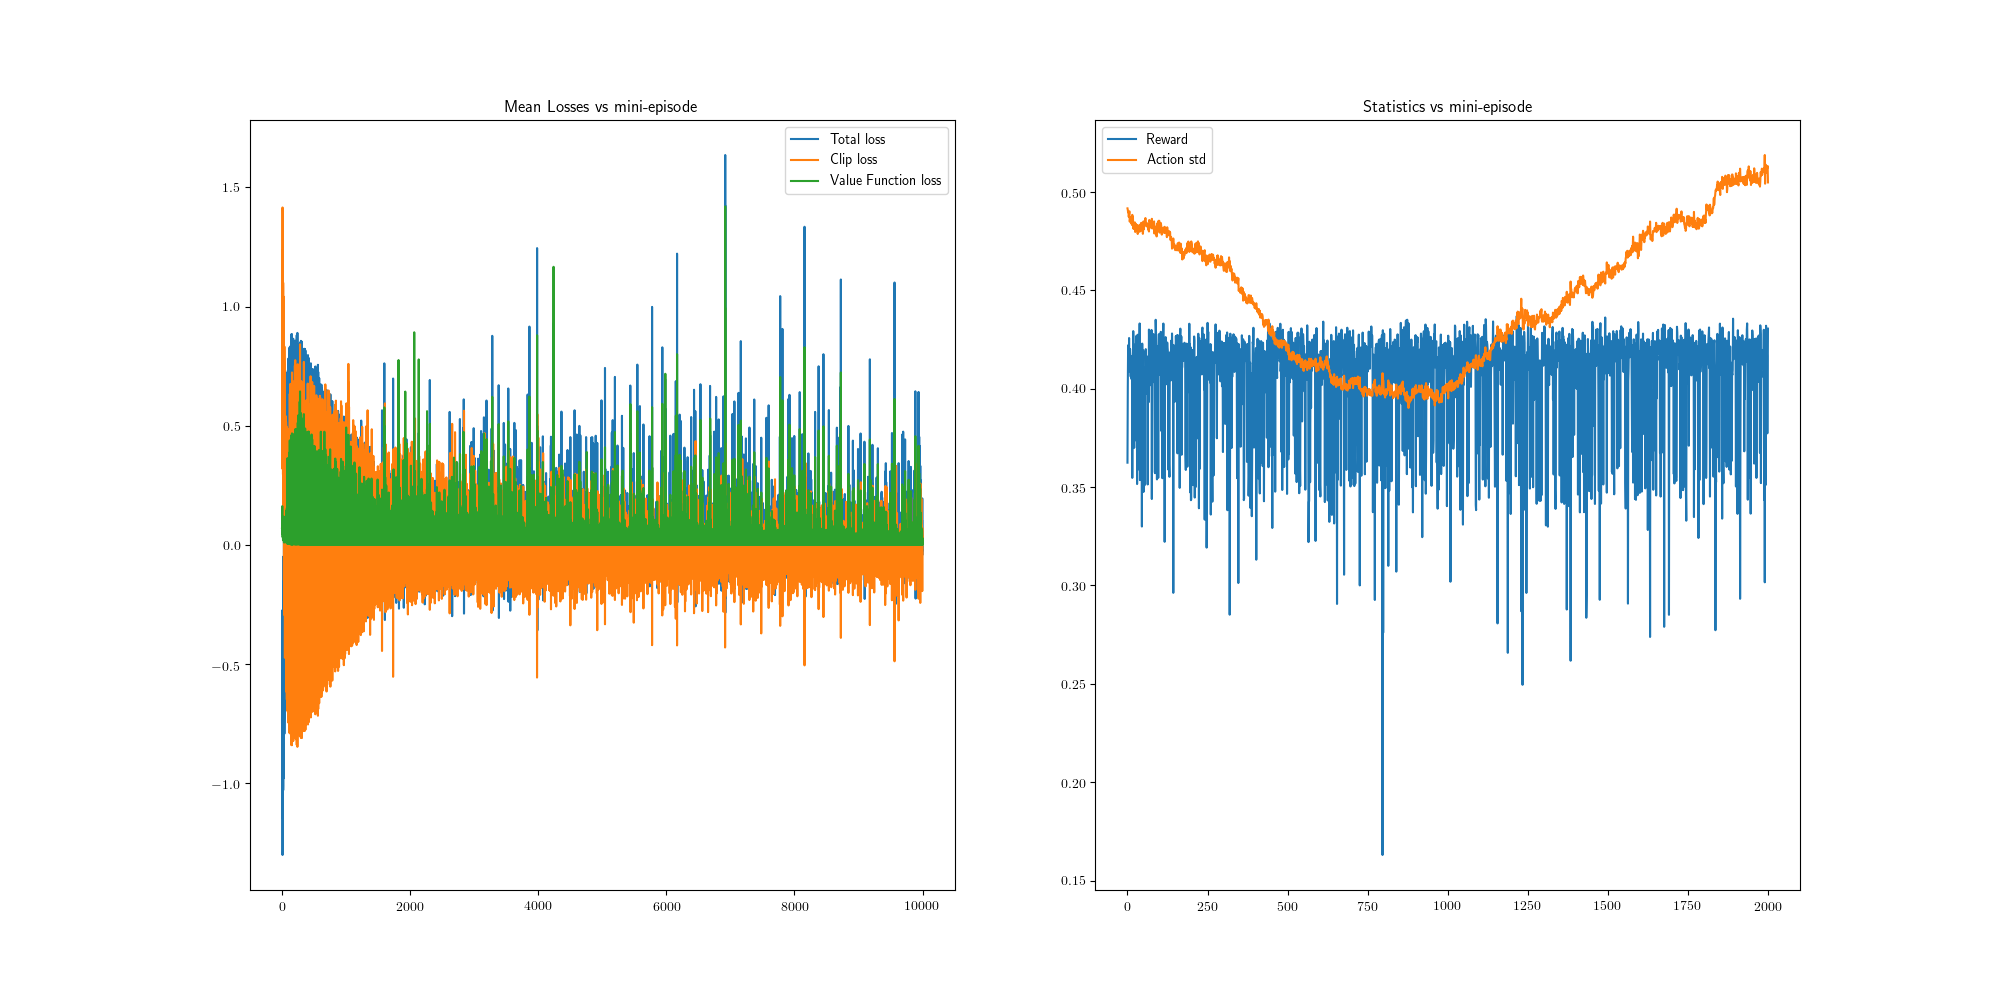 Mean Losses vs mini-episode
Total loss
Clip loss
Value Function loss
1.5
1.0
0.5
0.0
−0.5
−1.0
0 2000 4000 6000 8000 10000
Statistics vs mini-episode
Reward
Action std
0.50
0.45
0.40
0.35
0.30
0.25
0.20
0.15
0 250 500 750 1000 1250 1500 1750 2000